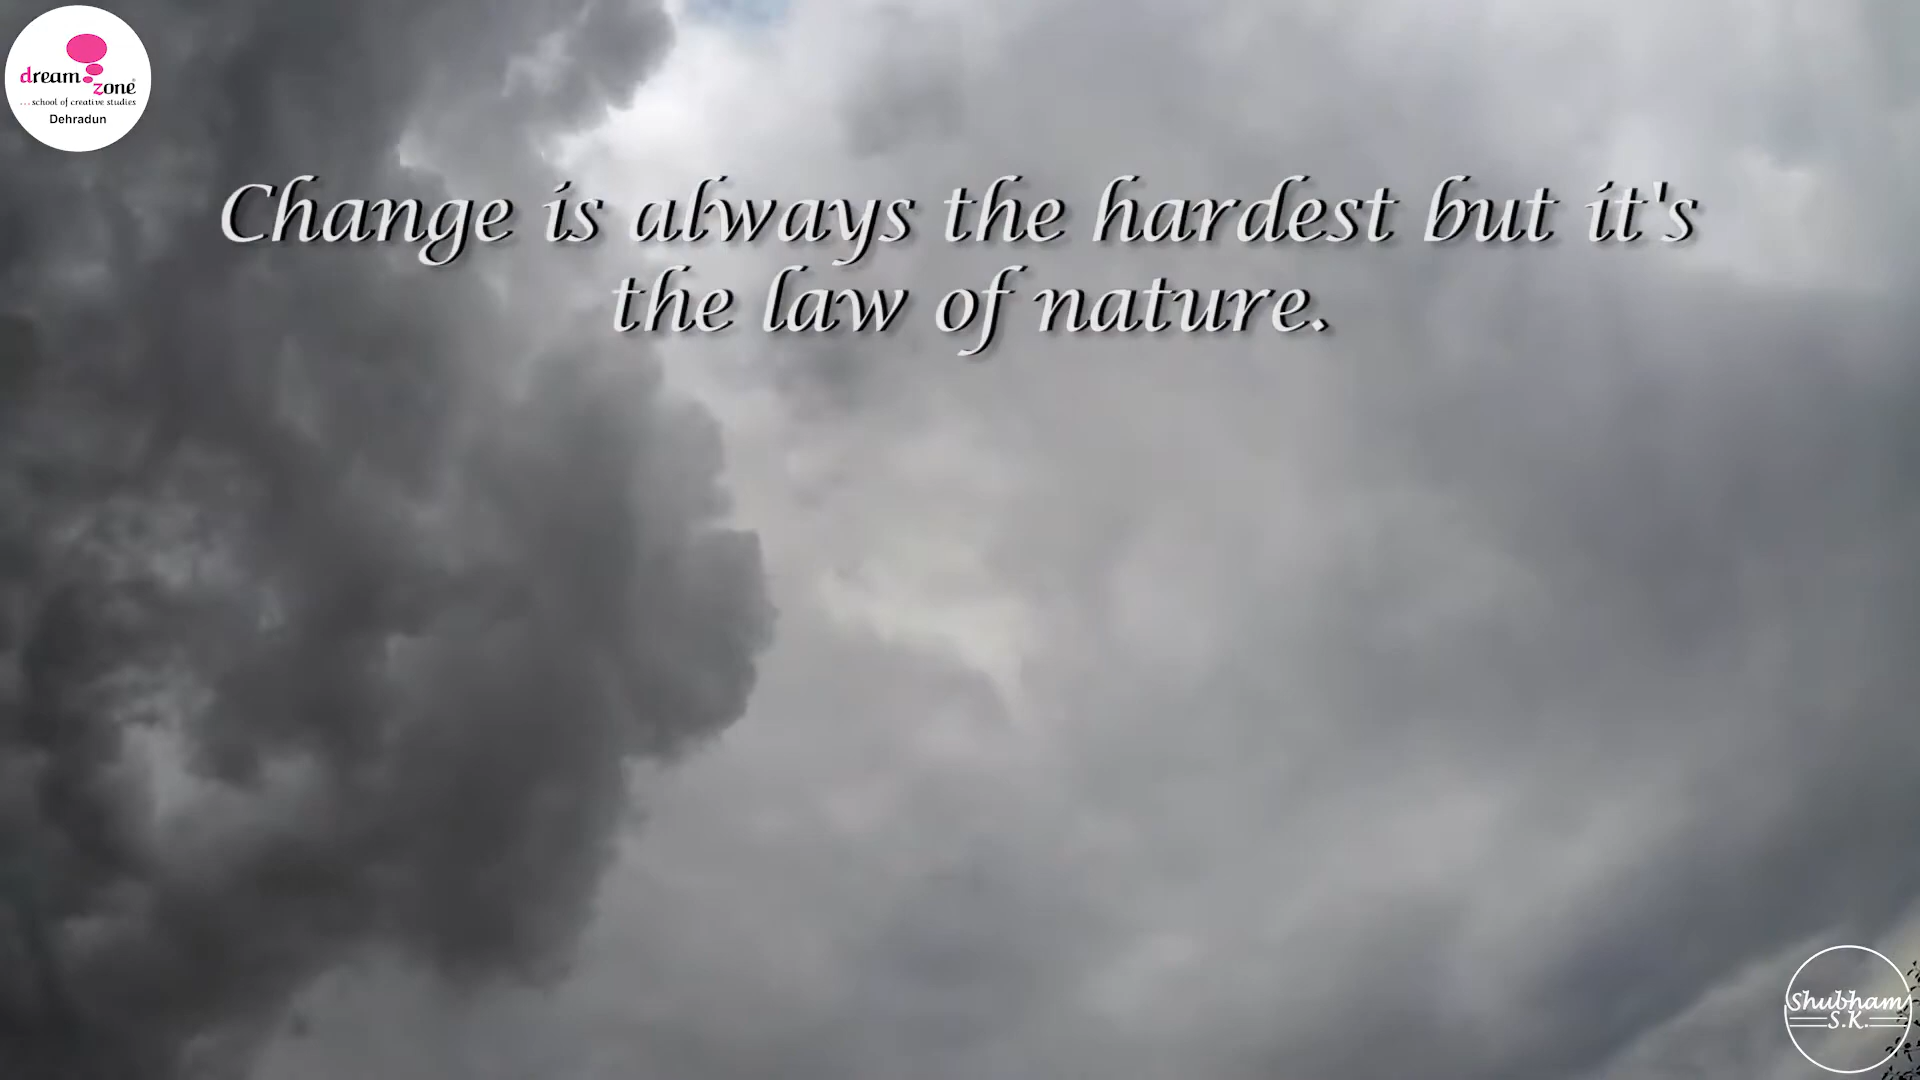 dream zone
...school of creative studies
Dehradun
Change is always the hardest but it's
the law of nature.
Shubham
S.K.